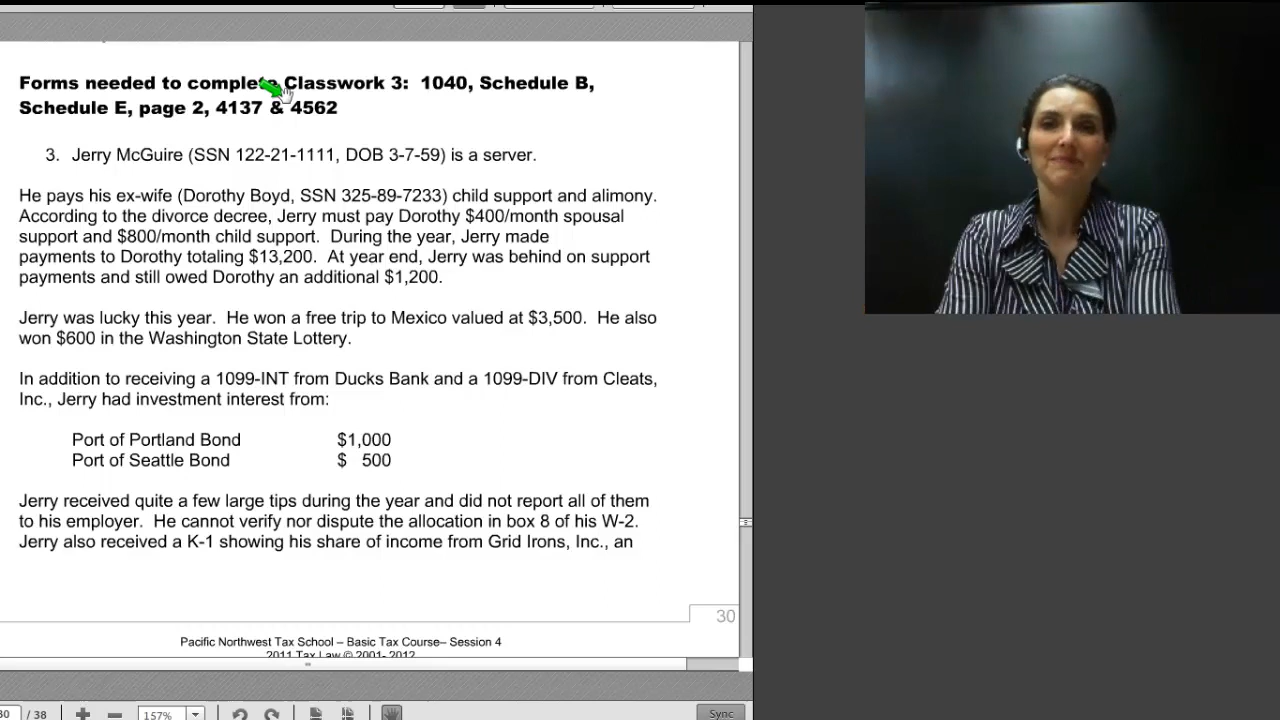 Forms needed to complete Classwork 3: 1040, Schedule B,
Schedule E, page 2, 4137 & 4562
3. Jerry McGuire (SSN 122-21-1111, DOB 3-7-59) is a server.
He pays his ex-wife (Dorothy Boyd, SSN 325-89-7233) child support and alimony.
According to the divorce decree, Jerry must pay Dorothy $400/month spousal
support and $800/month child support. During the year, Jerry made
payments to Dorothy totaling $13,200. At year end, Jerry was behind on support
payments and still owed Dorothy an additional $1,200.
Jerry was lucky this year. He won a free trip to Mexico valued at $3,500. He also
won $600 in the Washington State Lottery.
In addition to receiving a 1099-INT from Ducks Bank and a 1099-DIV from Cleats,
Inc., Jerry had investment interest from:
Port of Portland Bond $1,000
Port of Seattle Bond $ 500
Jerry received quite a few large tips during the year and did not report all of them
to his employer. He cannot verify nor dispute the allocation in box 8 of his W-2.
Jerry also received a K-1 showing his share of income from Grid Irons, Inc., an
30
Pacific Northwest Tax School – Basic Tax Course– Session 4
2011 Tax Law © 2001- 2012
30 / 38
157%
Sync